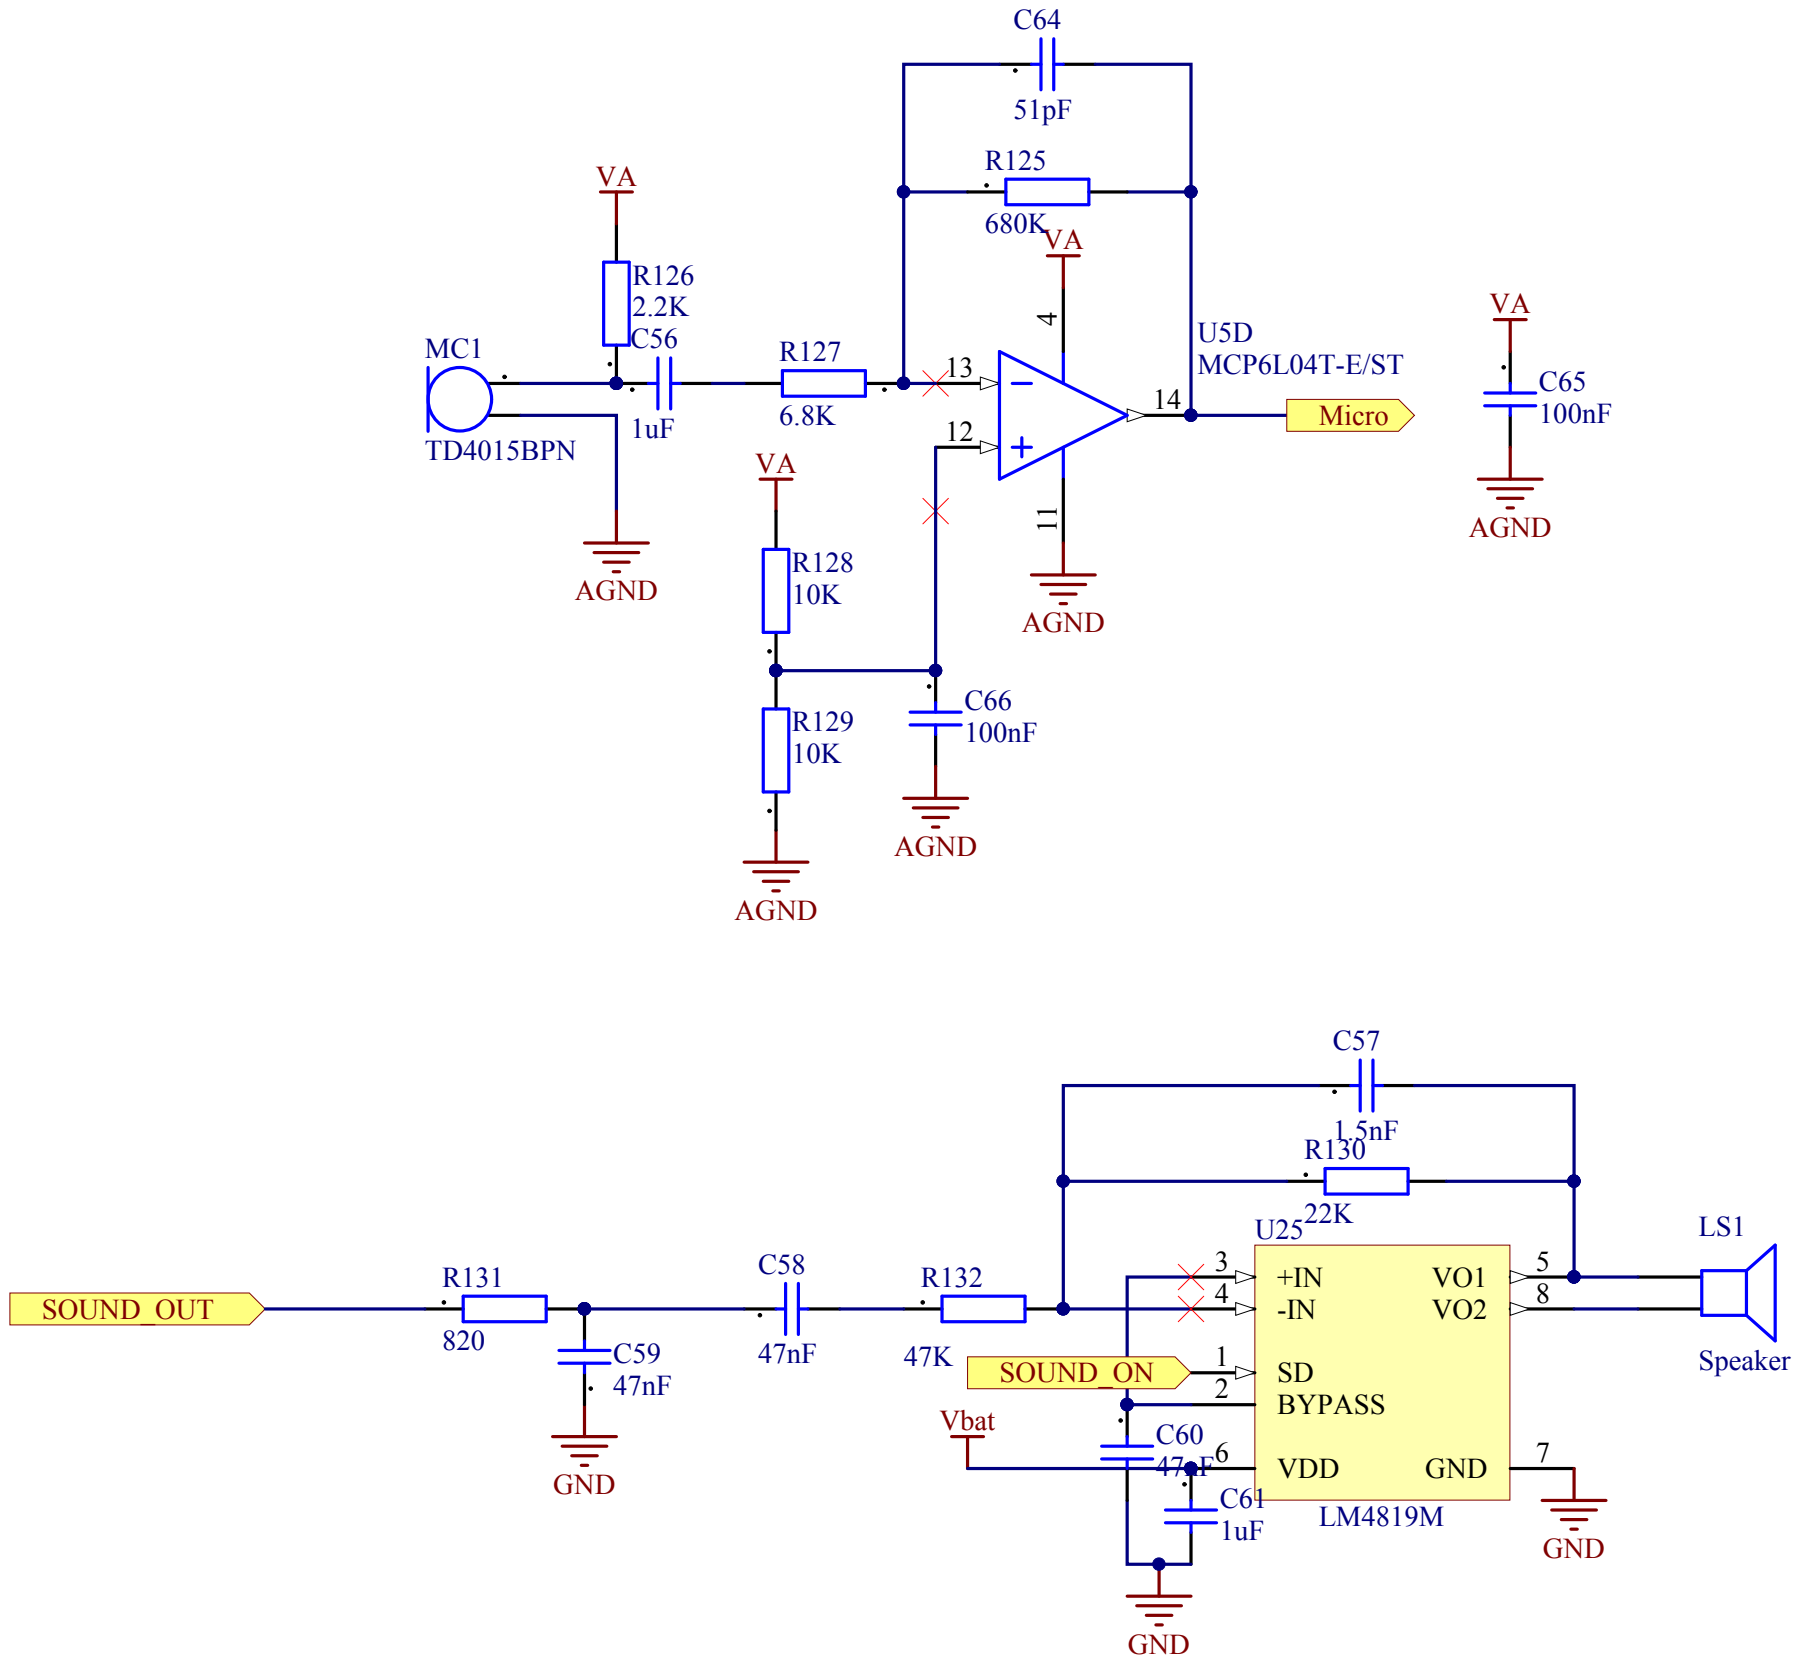 C64
51pF
R125
680K
VA
VA
R126
2.2K
C56
1uF
MC1
TD4015BPN
AGND
R127
6.8K
13
12
4
11
14
U5D
MCP6L04T-E/ST
Micro
AGND
VA
C65
100nF
AGND
VA
R128
10K
R129
10K
AGND
C66
100nF
AGND
C57
1.5nF
R130
22K
U25
LS1
Speaker
SOUND_OUT
R131
820
C59
47nF
GND
C58
47nF
R132
47K
3
+IN
VO1
5
4
-IN
VO2
8
SOUND_ON
1
SD
2
BYPASS
Vbat
C60
47nF
6
VDD
GND
7
C61
1uF
LM4819M
GND
GND